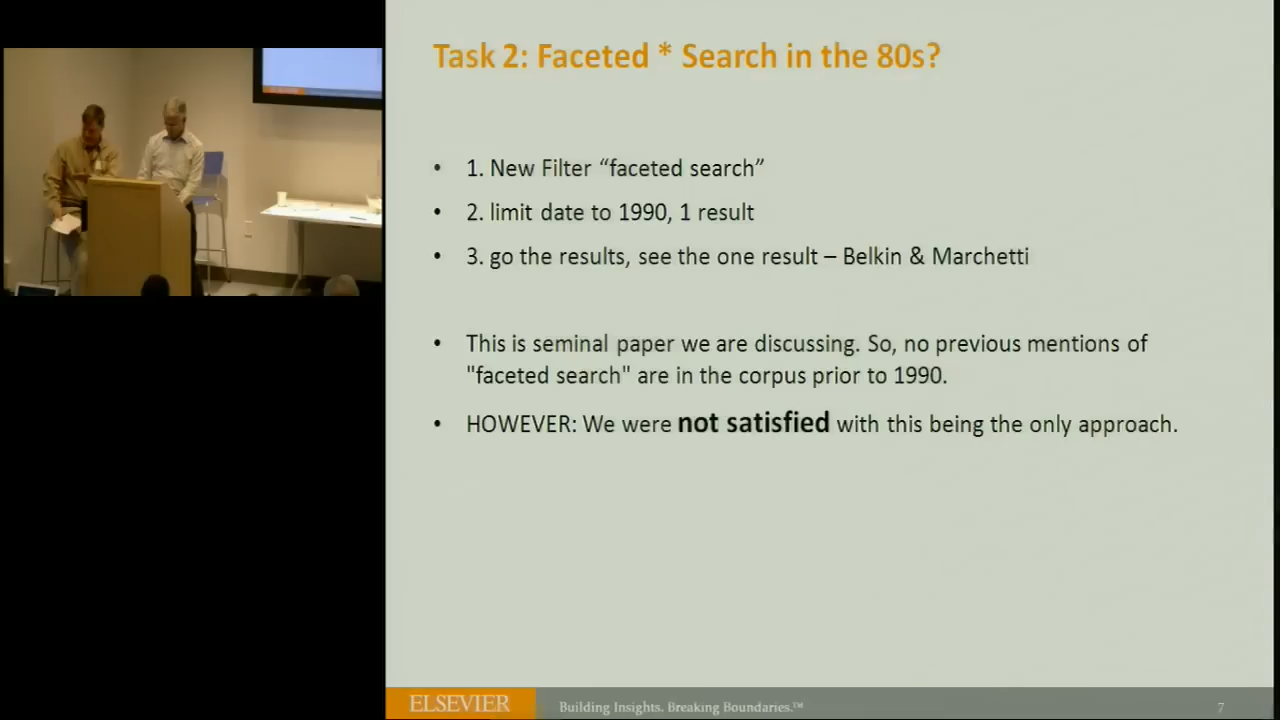 Task 2: Faceted * Search in the 80s?
• 1. New Filter “faceted search”
• 2. limit date to 1990, 1 result
• 3. go the results, see the one result – Belkin & Marchetti
• This is seminal paper we are discussing. So, no previous mentions of
"faceted search" are in the corpus prior to 1990.
• HOWEVER: We were not satisfied with this being the only approach.
ELSEVIER
Building Insights. Breaking Boundaries.™
7